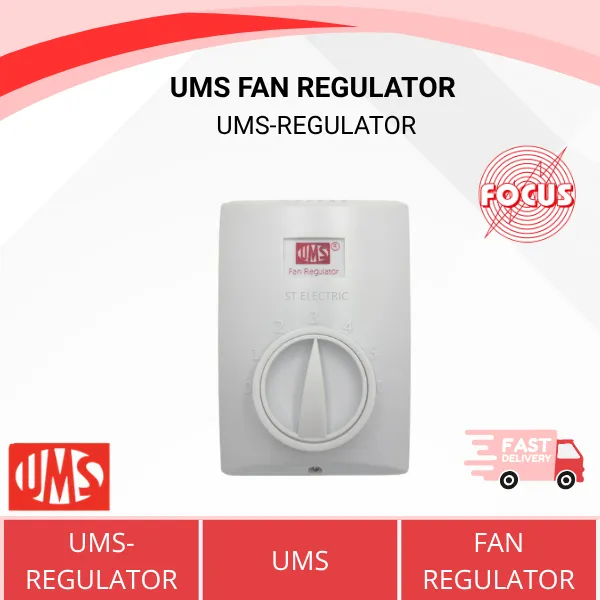 UMS FAN REGULATOR
UMS-REGULATOR
FOCUS
UMS®
Fan Regulator
ST ELECTRIC
3
2 4
1 5
0
UMS
FAST
DELIVERY
UMS-
REGULATOR
UMS
FAN
REGULATOR